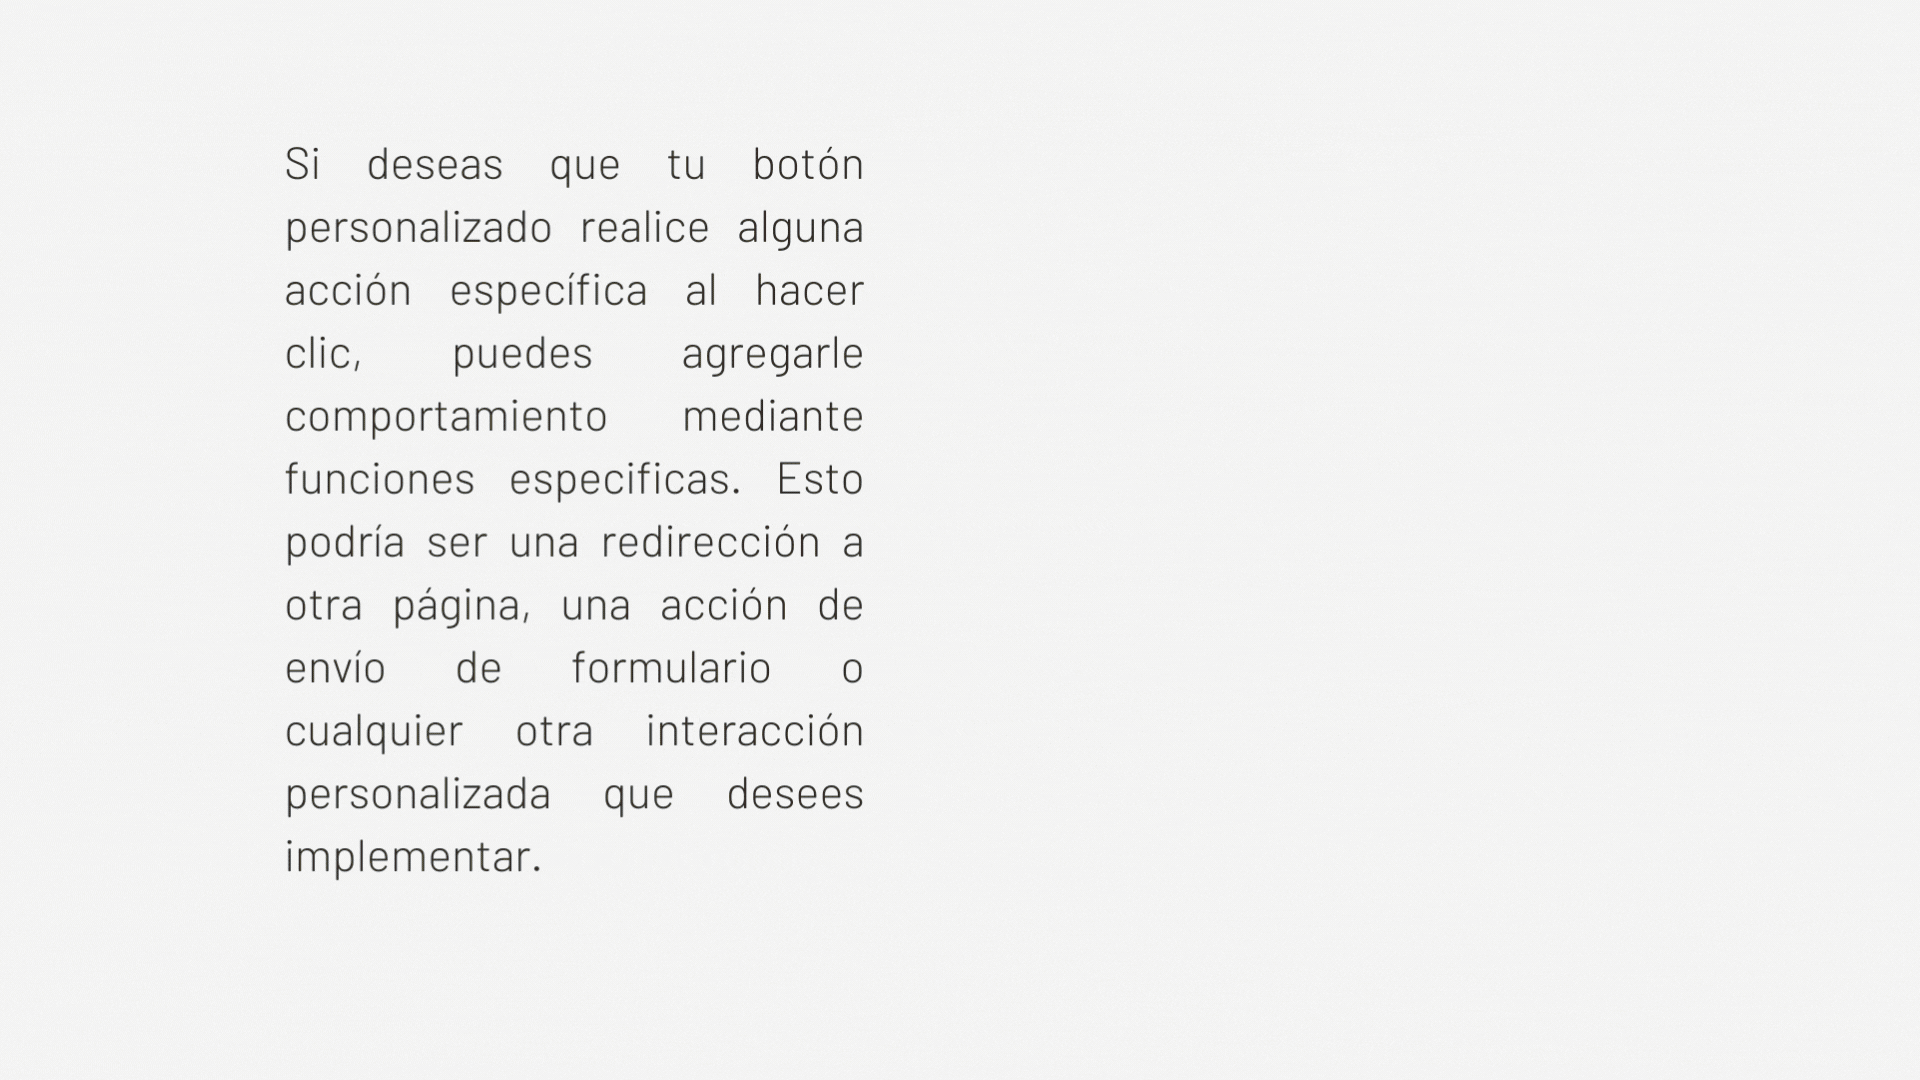 Si deseas que tu botón
personalizado realice alguna
acción específica al hacer
clic, puedes agregarle
comportamiento mediante
funciones especificas. Esto
podría ser una redirección a
otra página, una acción de
envío de formulario o
cualquier otra interacción
personalizada que desees
implementar.